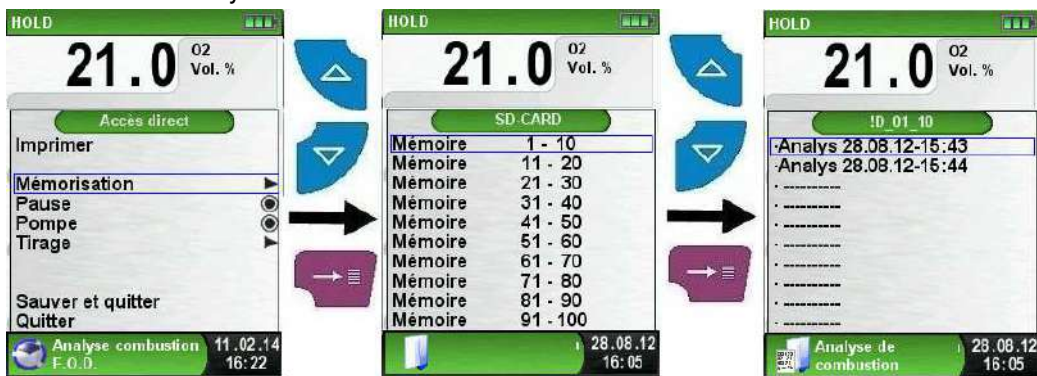 HOLD
21.0 O2
Vol. %
Accès direct
Imprimer
Mémorisation
Pause
Pompe
Tirage
Sauver et quitter
Quitter
Analyse combustion 11.02.14
F.O.D. 16:22
HOLD
21.0 O2
Vol. %
SD-CARD
Mémoire 1 - 10
Mémoire 11 - 20
Mémoire 21 - 30
Mémoire 31 - 40
Mémoire 41 - 50
Mémoire 51 - 60
Mémoire 61 - 70
Mémoire 71 - 80
Mémoire 81 - 90
Mémoire 91 - 100
28.08.12
16:05
HOLD
21.0 O2
Vol. %
!D_01_10
·Analys 28.08.12-15:43
·Analys 28.08.12-15:44
· ----------
· ----------
· ----------
· ----------
· ----------
· ----------
· ----------
· ----------
Analyse de 28.08.12
combustion 16:05